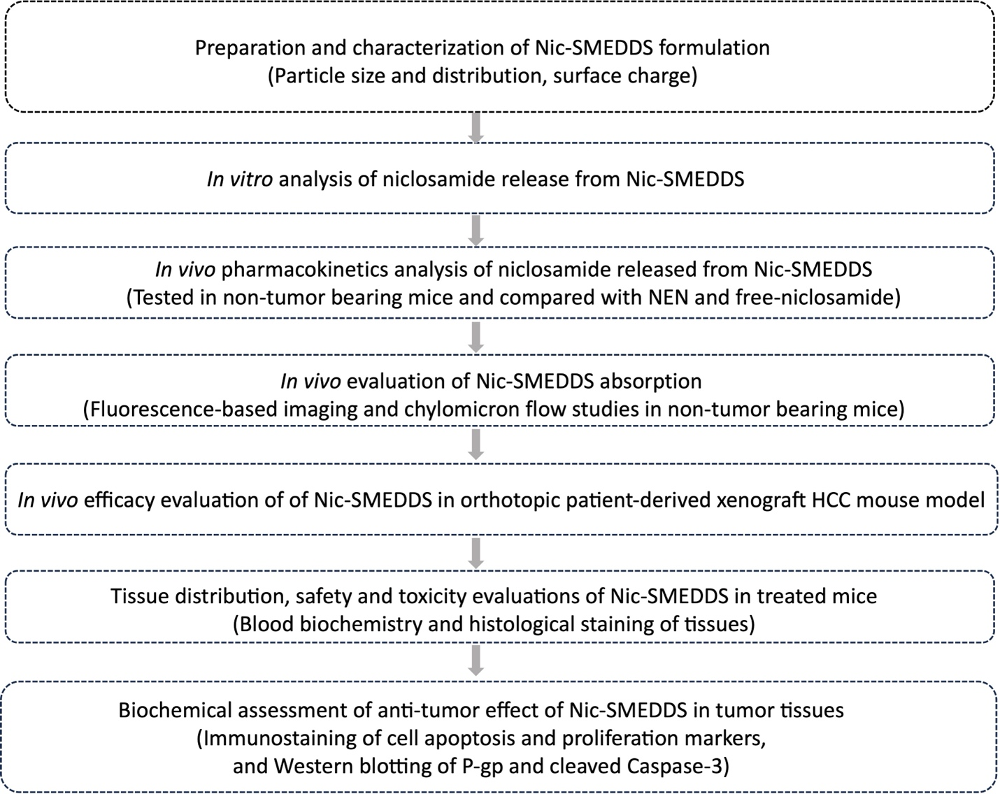 Preparation and characterization of Nic-SMEDDS formulation
(Particle size and distribution, surface charge)
In vitro analysis of niclosamide release from Nic-SMEDDS
In vivo pharmacokinetics analysis of niclosamide released from Nic-SMEDDS
(Tested in non-tumor bearing mice and compared with NEN and free-niclosamide)
In vivo evaluation of Nic-SMEDDS absorption
(Fluorescence-based imaging and chylomicron flow studies in non-tumor bearing mice)
In vivo efficacy evaluation of of Nic-SMEDDS in orthotopic patient-derived xenograft HCC mouse model
Tissue distribution, safety and toxicity evaluations of Nic-SMEDDS in treated mice
(Blood biochemistry and histological staining of tissues)
Biochemical assessment of anti-tumor effect of Nic-SMEDDS in tumor tissues
(Immunostaining of cell apoptosis and proliferation markers,
and Western blotting of P-gp and cleaved Caspase-3)